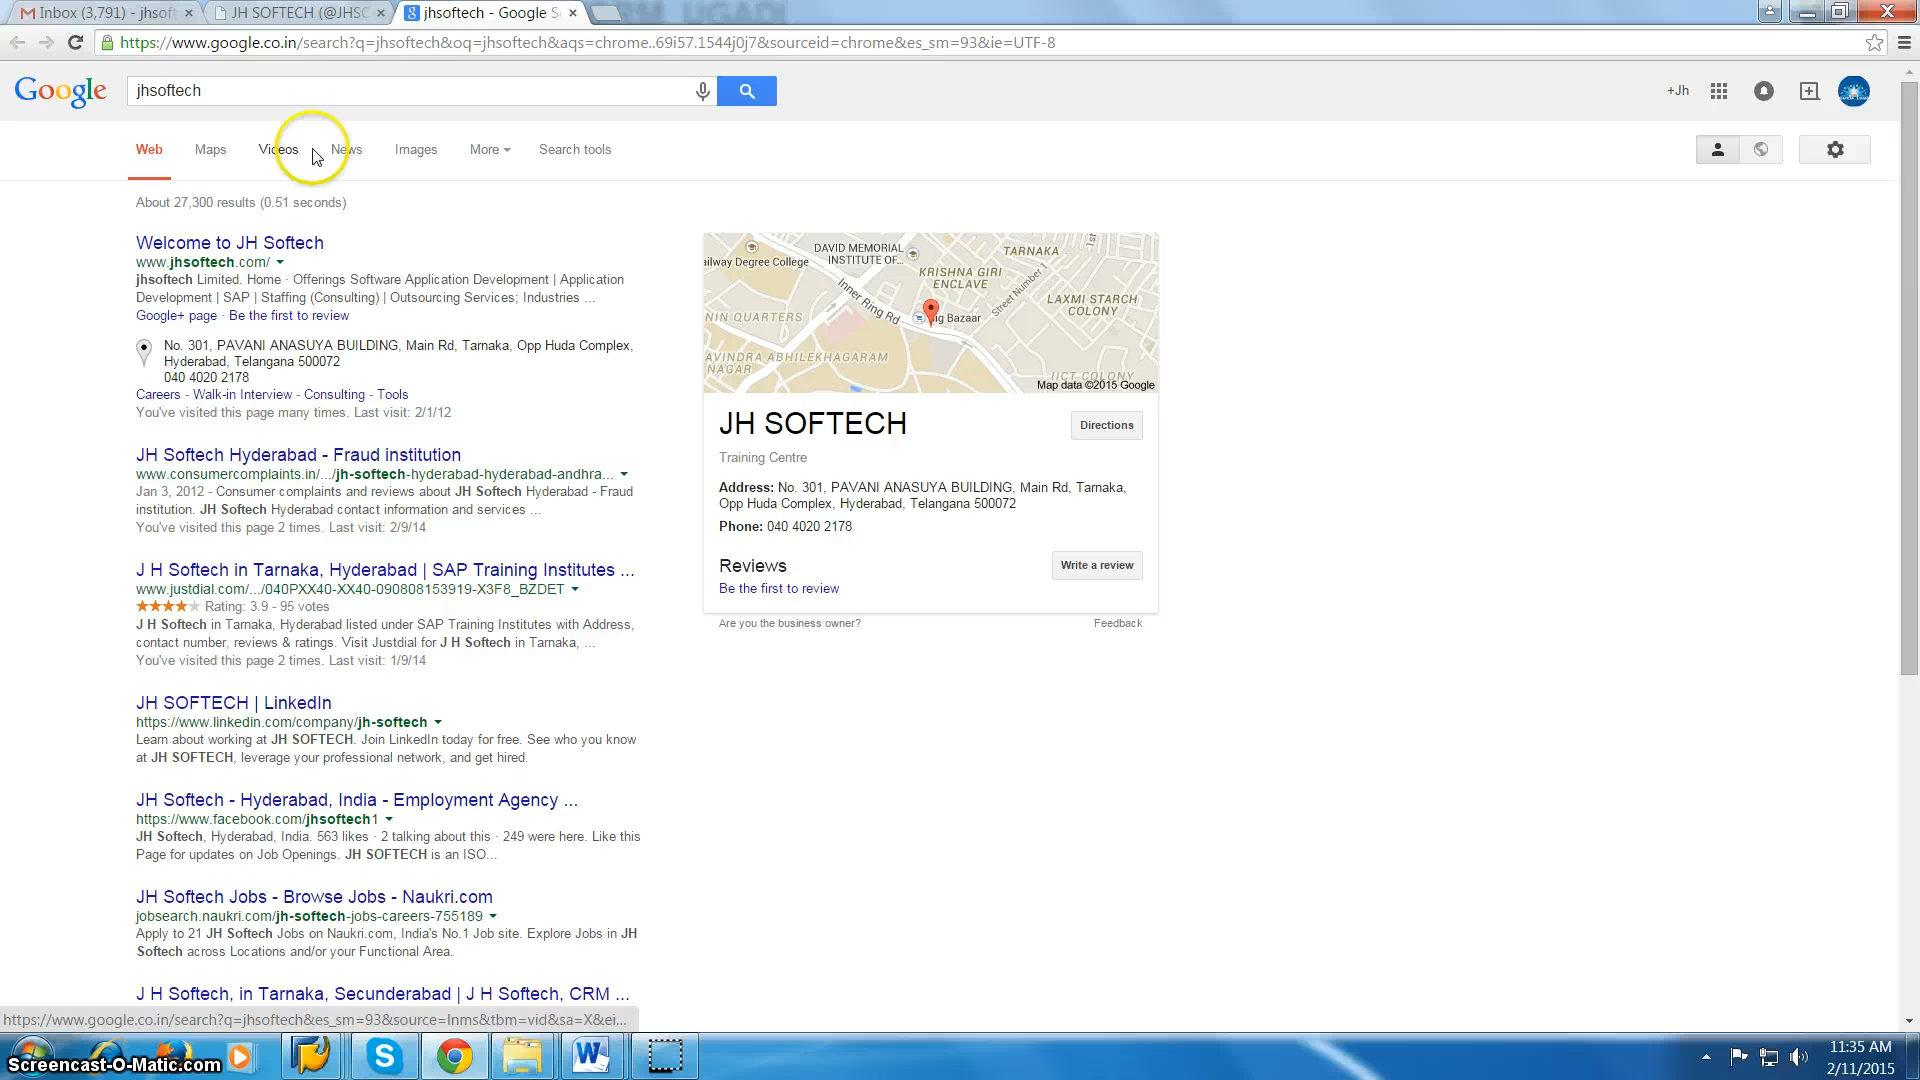 Inbox (3,791) - jhsoft
JH SOFTECH (@JHSO
jhsoftech - Google S
https://www.google.co.in/search?q=jhsoftech&oq=jhsoftech&aqs=chrome..69i57.1544j0j7&sourceid=chrome&es_sm=93&ie=UTF-8
Google
jhsoftech
+Jh
Web Maps Videos News Images More Search tools
About 27,300 results (0.51 seconds)
Welcome to JH Softech
www.jhsoftech.com/
jhsoftech Limited. Home · Offerings Software Application Development | Application
Development | SAP | Staffing (Consulting) | Outsourcing Services; Industries ...
Google+ page · Be the first to review
No. 301, PAVANI ANASUYA BUILDING, Main Rd, Tarnaka, Opp Huda Complex,
Hyderabad, Telangana 500072
040 4020 2178
Careers - Walk-in Interview - Consulting - Tools
You've visited this page many times. Last visit: 2/1/12
JH Softech Hyderabad - Fraud institution
www.consumercomplaints.in/.../jh-softech-hyderabad-hyderabad-andhra...
Jan 3, 2012 - Consumer complaints and reviews about JH Softech Hyderabad - Fraud
institution. JH Softech Hyderabad contact information and services ...
You've visited this page 2 times. Last visit: 2/9/14
J H Softech in Tarnaka, Hyderabad | SAP Training Institutes ...
www.justdial.com/.../040PXX40-XX40-090808153919-X3F8_BZDET
Rating: 3.9 - 95 votes
J H Softech in Tarnaka, Hyderabad listed under SAP Training Institutes with Address,
contact number, reviews & ratings. Visit Justdial for J H Softech in Tarnaka, ...
You've visited this page 2 times. Last visit: 1/9/14
JH SOFTECH | LinkedIn
https://www.linkedin.com/company/jh-softech
Learn about working at JH SOFTECH. Join LinkedIn today for free. See who you know
at JH SOFTECH, leverage your professional network, and get hired.
JH Softech - Hyderabad, India - Employment Agency ...
https://www.facebook.com/jhsoftech1
JH Softech, Hyderabad, India. 563 likes · 2 talking about this · 249 were here. Like this
Page for updates on Job Openings. JH SOFTECH is an ISO...
JH Softech Jobs - Browse Jobs - Naukri.com
jobsearch.naukri.com/jh-softech-jobs-careers-755189
Apply to 21 JH Softech Jobs on Naukri.com, India's No.1 Job site. Explore Jobs in JH
Softech across Locations and/or your Functional Area.
J H Softech, in Tarnaka, Secunderabad | J H Softech, CRM ...
https://www.google.co.in/search?q=jhsoftech&es_sm=93&source=lnms&tbm=vid&sa=X&ei...
DAVID MEMORIAL
INSTITUTE OF...
TARNAKA
1st
ailway Degree College
KRISHNA GIRI
ENCLAVE
Street Number 1
Inner Ring Rd
LAXMI STARCH
COLONY
NIN QUARTERS
Big Bazaar
AVINDRA ABHILEKHAGARAM
NAGAR
IICT COLONY
Map data ©2015 Google
JH SOFTECH
Directions
Training Centre
Address: No. 301, PAVANI ANASUYA BUILDING, Main Rd, Tarnaka,
Opp Huda Complex, Hyderabad, Telangana 500072
Phone: 040 4020 2178
Reviews
Write a review
Be the first to review
Are you the business owner?
Feedback
Screencast-O-Matic.com
11:35 AM
2/11/2015